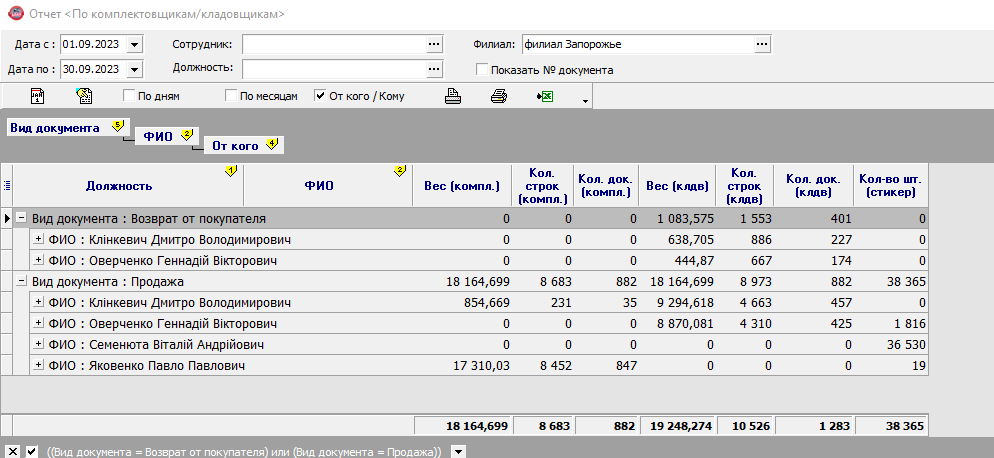 Отчет <По комплектовщикам/кладовщикам>
Дата с : 01.09.2023 Сотрудник: ... Филиал: филиал Запорожье ...
Дата по : 30.09.2023 Должность: ... Показать № документа
По дням По месяцам От кого / Кому
Вид документа 5
ФИО 2
От кого 4
Должность 1 ФИО 2 Вес (компл.) Кол. строк (компл.) Кол. док. (компл.) Вес (клдв) Кол. строк (клдв) Кол. док. (клдв) Кол-во шт. (стикер)
Вид документа : Возврат от покупателя 0 0 0 1 083,575 1 553 401 0
ФИО : Клінкевич Дмитро Володимирович 0 0 0 638,705 886 227 0
ФИО : Оверченко Геннадій Вікторович 0 0 0 444,87 667 174 0
Вид документа : Продажа 18 164,699 8 683 882 18 164,699 8 973 882 38 365
ФИО : Клінкевич Дмитро Володимирович 854,669 231 35 9 294,618 4 663 457 0
ФИО : Оверченко Геннадій Вікторович 0 0 0 8 870,081 4 310 425 1 816
ФИО : Семенюта Віталій Андрійович 0 0 0 0 0 0 36 530
ФИО : Яковенко Павло Павлович 17 310,03 8 452 847 0 0 0 19
18 164,699 8 683 882 19 248,274 10 526 1 283 38 365
((Вид документа = Возврат от покупателя) или (Вид документа = Продажа))